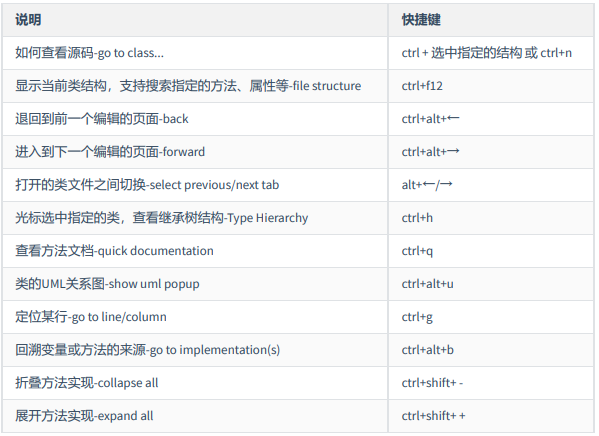 说明 快捷键
如何查看源码-go to class... ctrl + 选中指定的结构 或 ctrl+n
显示当前类结构，支持搜索指定的方法、属性等-file structure ctrl+f12
退回到前一个编辑的页面-back ctrl+alt+←
进入到下一个编辑的页面-forward ctrl+alt+→
打开的类文件之间切换-select previous/next tab alt+←/→
光标选中指定的类，查看继承树结构-Type Hierarchy ctrl+h
查看方法文档-quick documentation ctrl+q
类的UML关系图-show uml popup ctrl+alt+u
定位某行-go to line/column ctrl+g
回溯变量或方法的来源-go to implementation(s) ctrl+alt+b
折叠方法实现-collapse all ctrl+shift+ -
展开方法实现-expand all ctrl+shift+ +